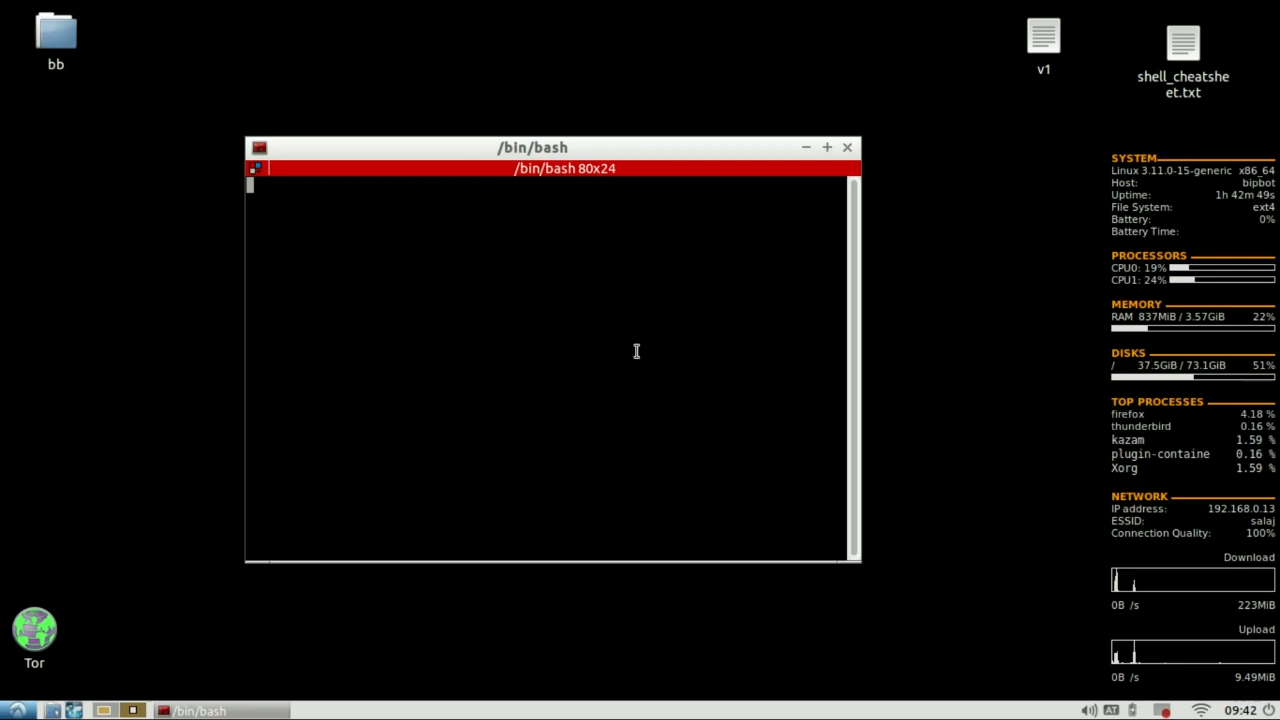 bb
v1
shell_cheatshe
et.txt
/bin/bash
/bin/bash 80x24
SYSTEM
Linux 3.11.0-15-generic x86_64
Host: bipbot
Uptime: 1h 42m 49s
File System: ext4
Battery: 0%
Battery Time:
PROCESSORS
CPU0: 19%
CPU1: 24%
MEMORY
RAM 837MiB / 3.57GiB 22%
DISKS
/ 37.5GiB / 73.1GiB 51%
TOP PROCESSES
firefox 4.18 %
thunderbird 0.16 %
kazam 1.59 %
plugin-containe 0.16 %
Xorg 1.59 %
NETWORK
IP address: 192.168.0.13
ESSID: salaj
Connection Quality: 100%
Download
0B /s 223MiB
Upload
0B /s 9.49MiB
Tor
/bin/bash
AT
09:42